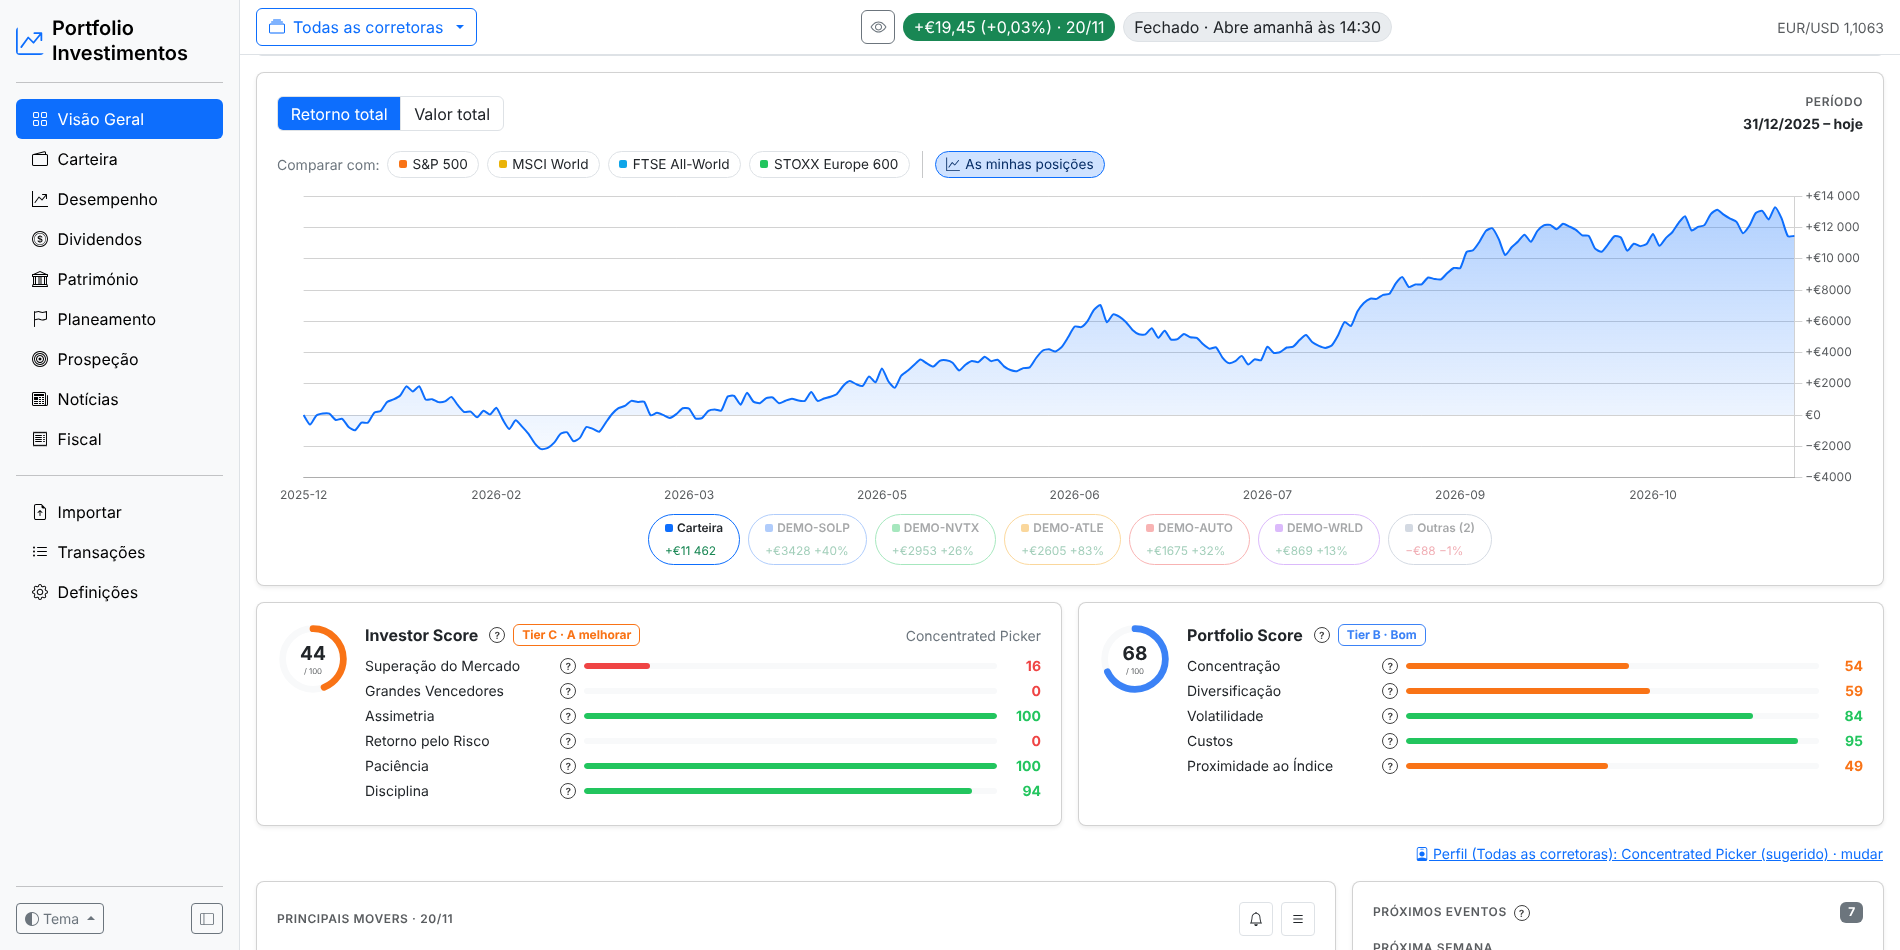 Portfolio
Investimentos
Visão Geral
Carteira
Desempenho
Dividendos
Património
Planeamento
Prospeção
Notícias
Fiscal
Importar
Transações
Definições
Tema
Todas as corretoras
+€19,45 (+0,03%) · 20/11
Fechado · Abre amanhã às 14:30
EUR/USD 1,1063
Retorno total
Valor total
PERÍODO
31/12/2025 – hoje
Comparar com:
S&P 500
MSCI World
FTSE All-World
STOXX Europe 600
As minhas posições
+€14 000
+€12 000
+€10 000
+€8000
+€6000
+€4000
+€2000
€0
−€2000
−€4000
2025-12
2026-02
2026-03
2026-05
2026-06
2026-07
2026-09
2026-10
Carteira
+€11 462
DEMO-SOLP
+€3428 +40%
DEMO-NVTX
+€2953 +26%
DEMO-ATLE
+€2605 +83%
DEMO-AUTO
+€1675 +32%
DEMO-WRLD
+€869 +13%
Outras (2)
−€88 −1%
44
/ 100
Investor Score ?
Tier C · A melhorar
Concentrated Picker
Superação do Mercado ? 16
Grandes Vencedores ? 0
Assimetria ? 100
Retorno pelo Risco ? 0
Paciência ? 100
Disciplina ? 94
68
/ 100
Portfolio Score ?
Tier B · Bom
Concentração ? 54
Diversificação ? 59
Volatilidade ? 84
Custos ? 95
Proximidade ao Índice ? 49
Perfil (Todas as corretoras): Concentrated Picker (sugerido) · mudar
PRINCIPAIS MOVERS · 20/11
PRÓXIMOS EVENTOS ?
7
PRÓXIMA SEMANA